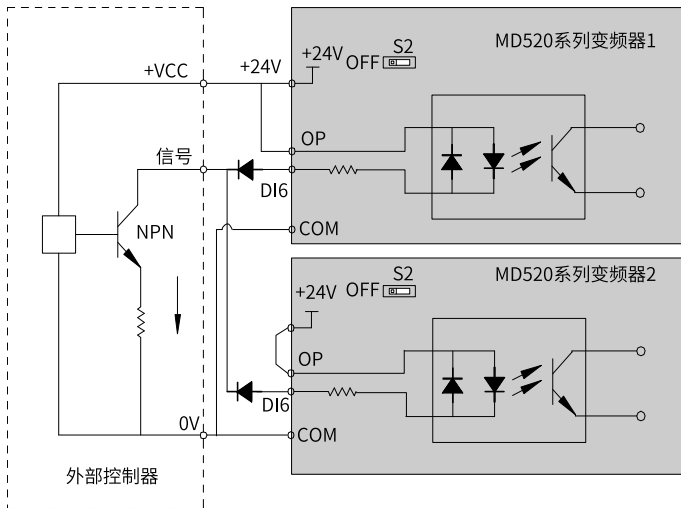 MD520系列变频器1
S2
+24V
OFF
+VCC
+24V
OP
信号
DI6
NPN
COM
MD520系列变频器2
S2
+24V
OFF
OP
DI6
0V
COM
外部控制器